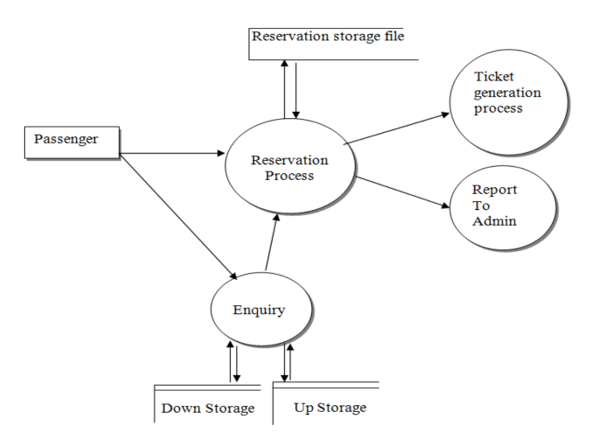 Reservation storage file
Ticket
generation
process
Passenger
Reservation
Process
Report
To
Admin
Enquiry
Down Storage
Up Storage